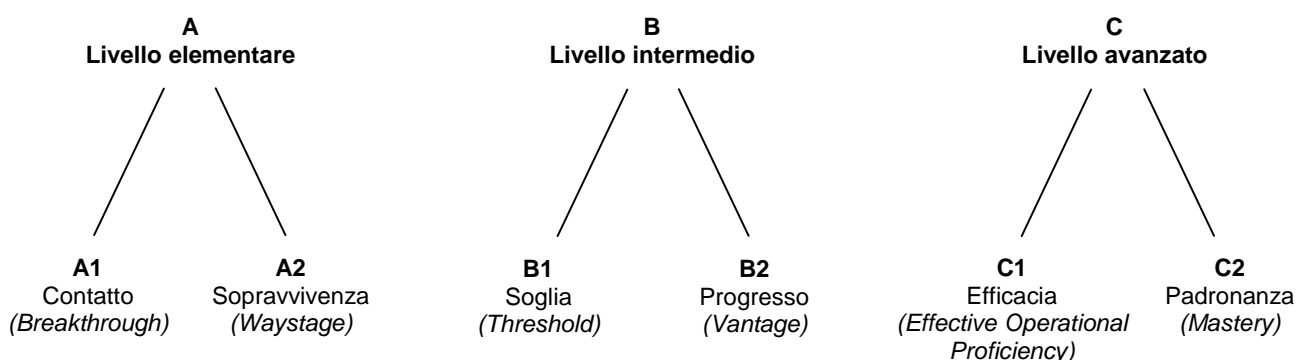 A
Livello elementare
B
Livello intermedio
C
Livello avanzato
A1
Contatto
(Breakthrough)
A2
Sopravvivenza
(Waystage)
B1
Soglia
(Threshold)
B2
Progresso
(Vantage)
C1
Efficacia
(Effective Operational
Proficiency)
C2
Padronanza
(Mastery)